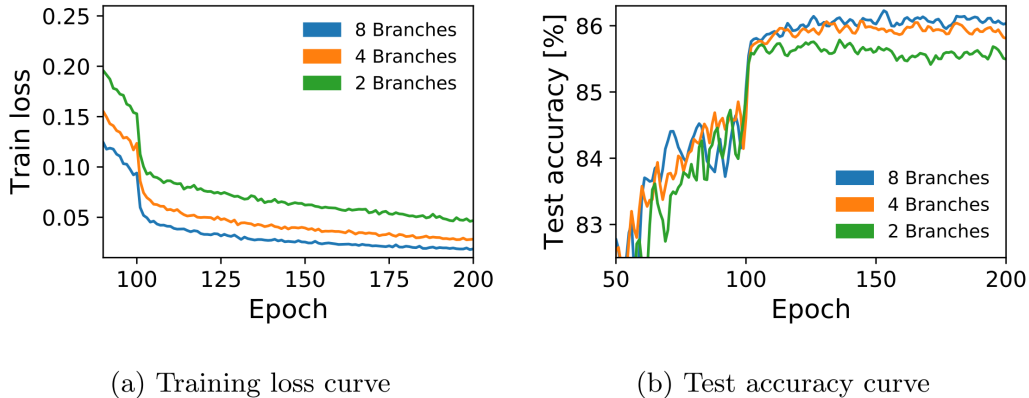 Train loss
0.25
0.20
0.15
0.10
0.05
100
125
150
175
200
Epoch
8 Branches
4 Branches
2 Branches
(a) Training loss curve
Test accuracy [%]
86
85
84
83
50
100
150
200
Epoch
8 Branches
4 Branches
2 Branches
(b) Test accuracy curve